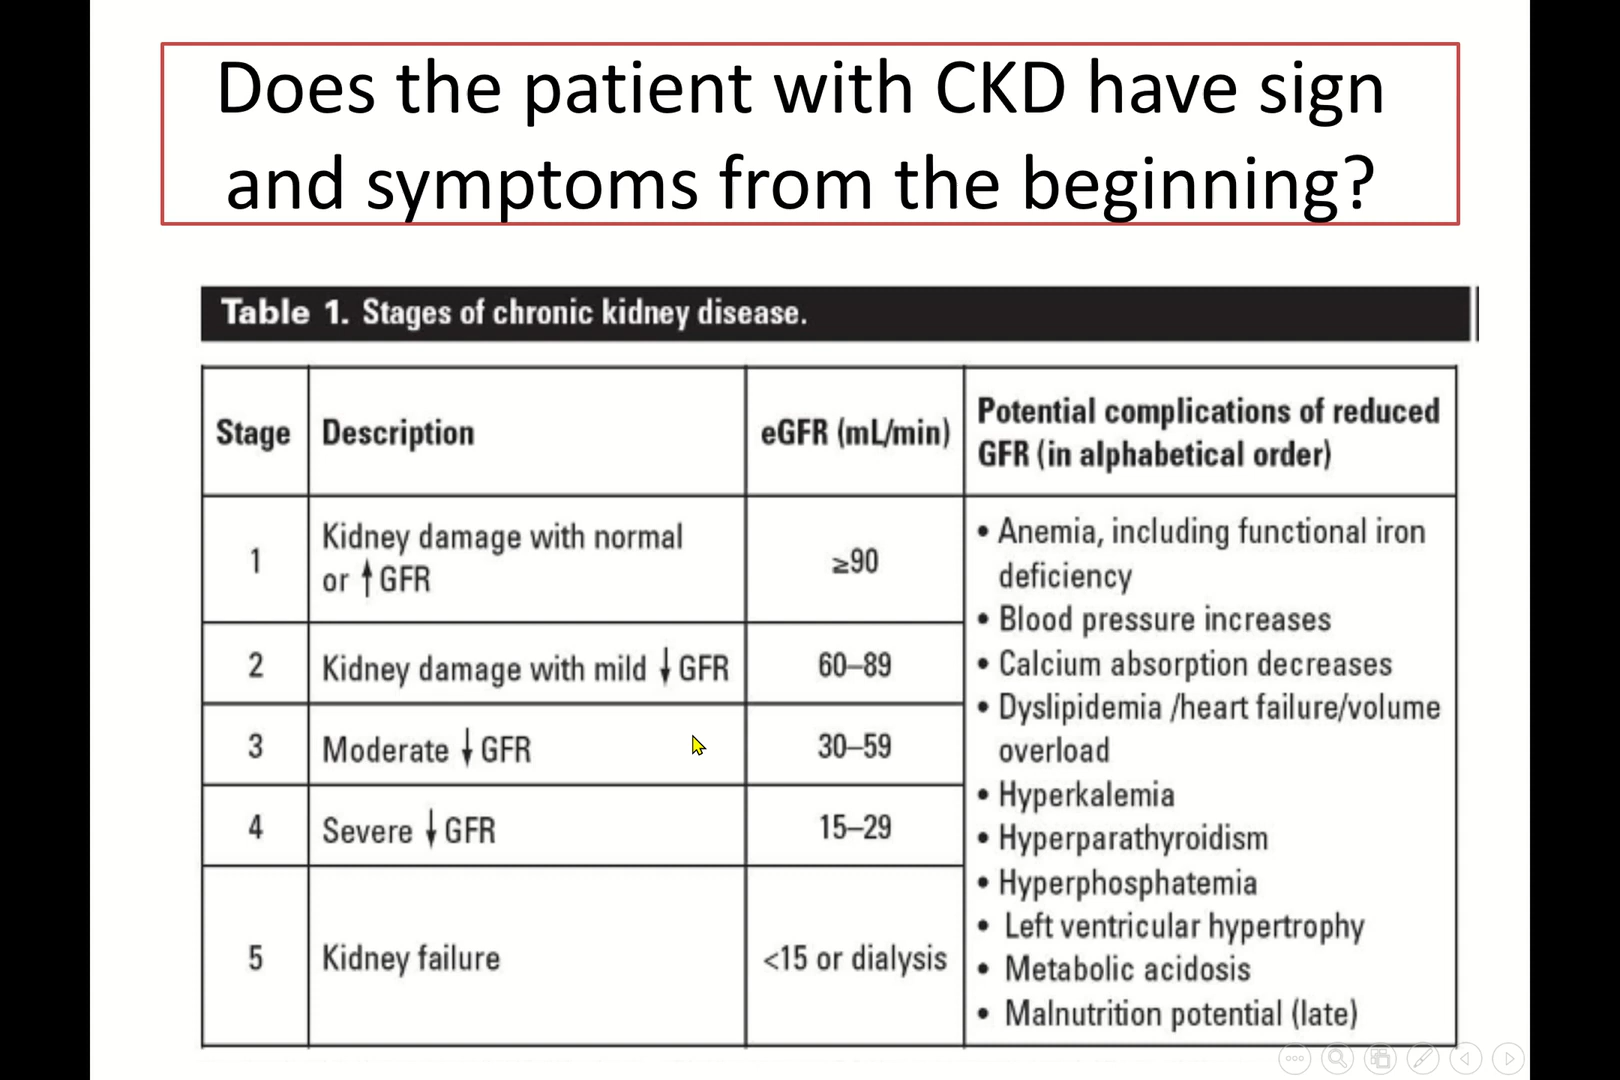 Does the patient with CKD have sign
and symptoms from the beginning?
Table 1. Stages of chronic kidney disease.
Stage
Description
eGFR (mL/min)
Potential complications of reduced
GFR (in alphabetical order)
1
Kidney damage with normal
or ↑ GFR
≥90
2
Kidney damage with mild ↓ GFR
60–89
3
Moderate ↓ GFR
30–59
4
Severe ↓ GFR
15–29
5
Kidney failure
<15 or dialysis
• Anemia, including functional iron
deficiency
• Blood pressure increases
• Calcium absorption decreases
• Dyslipidemia /heart failure/volume
overload
• Hyperkalemia
• Hyperparathyroidism
• Hyperphosphatemia
• Left ventricular hypertrophy
• Metabolic acidosis
• Malnutrition potential (late)